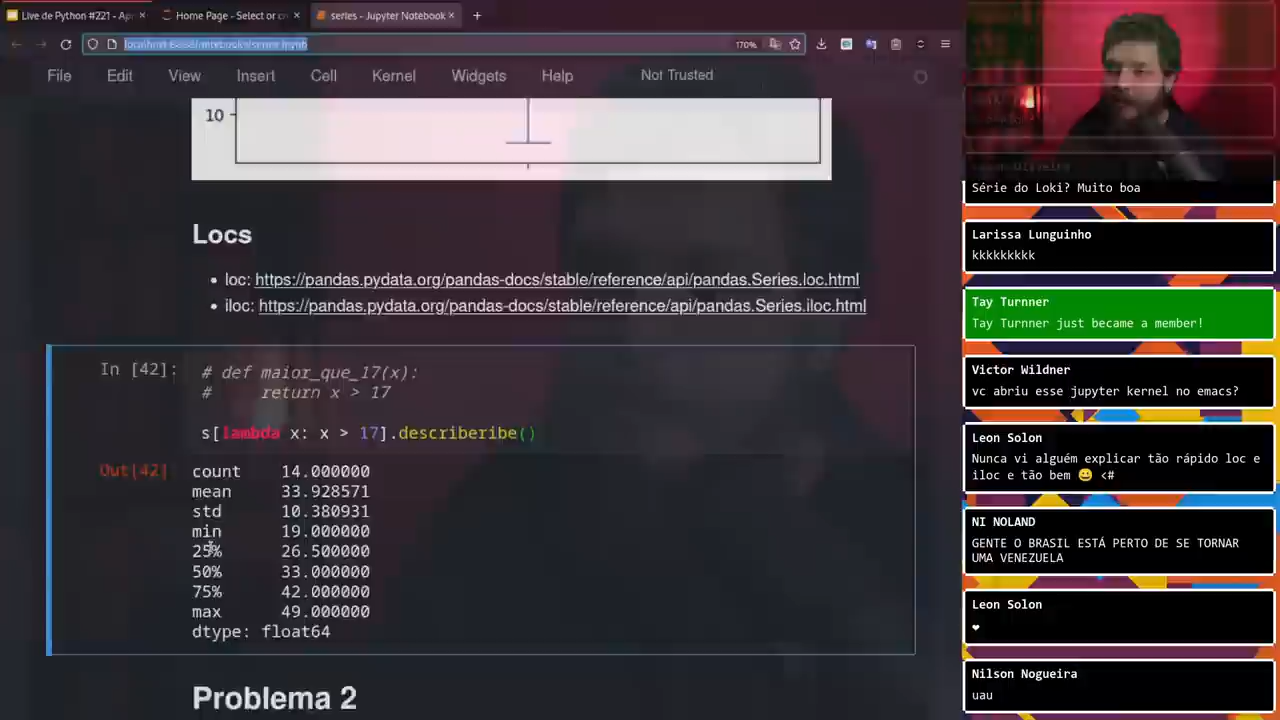 Live de Python #221 - Apr
Home Page - Select or cr
series - Jupyter Notebook
170%
File Edit View Insert Cell Kernel Widgets Help Not Trusted
10
Locs
loc: https://pandas.pydata.org/pandas-docs/stable/reference/api/pandas.Series.loc.html
iloc: https://pandas.pydata.org/pandas-docs/stable/reference/api/pandas.Series.iloc.html
In [42]:
# def maior_que_17(x):
#     return x > 17
s[lambda x: x > 17].describeribe()
Out[42]
count 14.000000
mean 33.928571
std 10.380931
min 19.000000
25% 26.500000
50% 33.000000
75% 42.000000
max 49.000000
dtype: float64
Problema 2
Série do Loki? Muito boa
Larissa Lunguinho
kkkkkkkkk
Tay Turnner
Tay Turnner just became a member!
Victor Wildner
vc abriu esse jupyter kernel no emacs?
Leon Solon
Nunca vi alguém explicar tão rápido loc e
iloc e tão bem 😀 <#
NI NOLAND
GENTE O BRASIL ESTÁ PERTO DE SE TORNAR
UMA VENEZUELA
Leon Solon
❤
Nilson Nogueira
uau